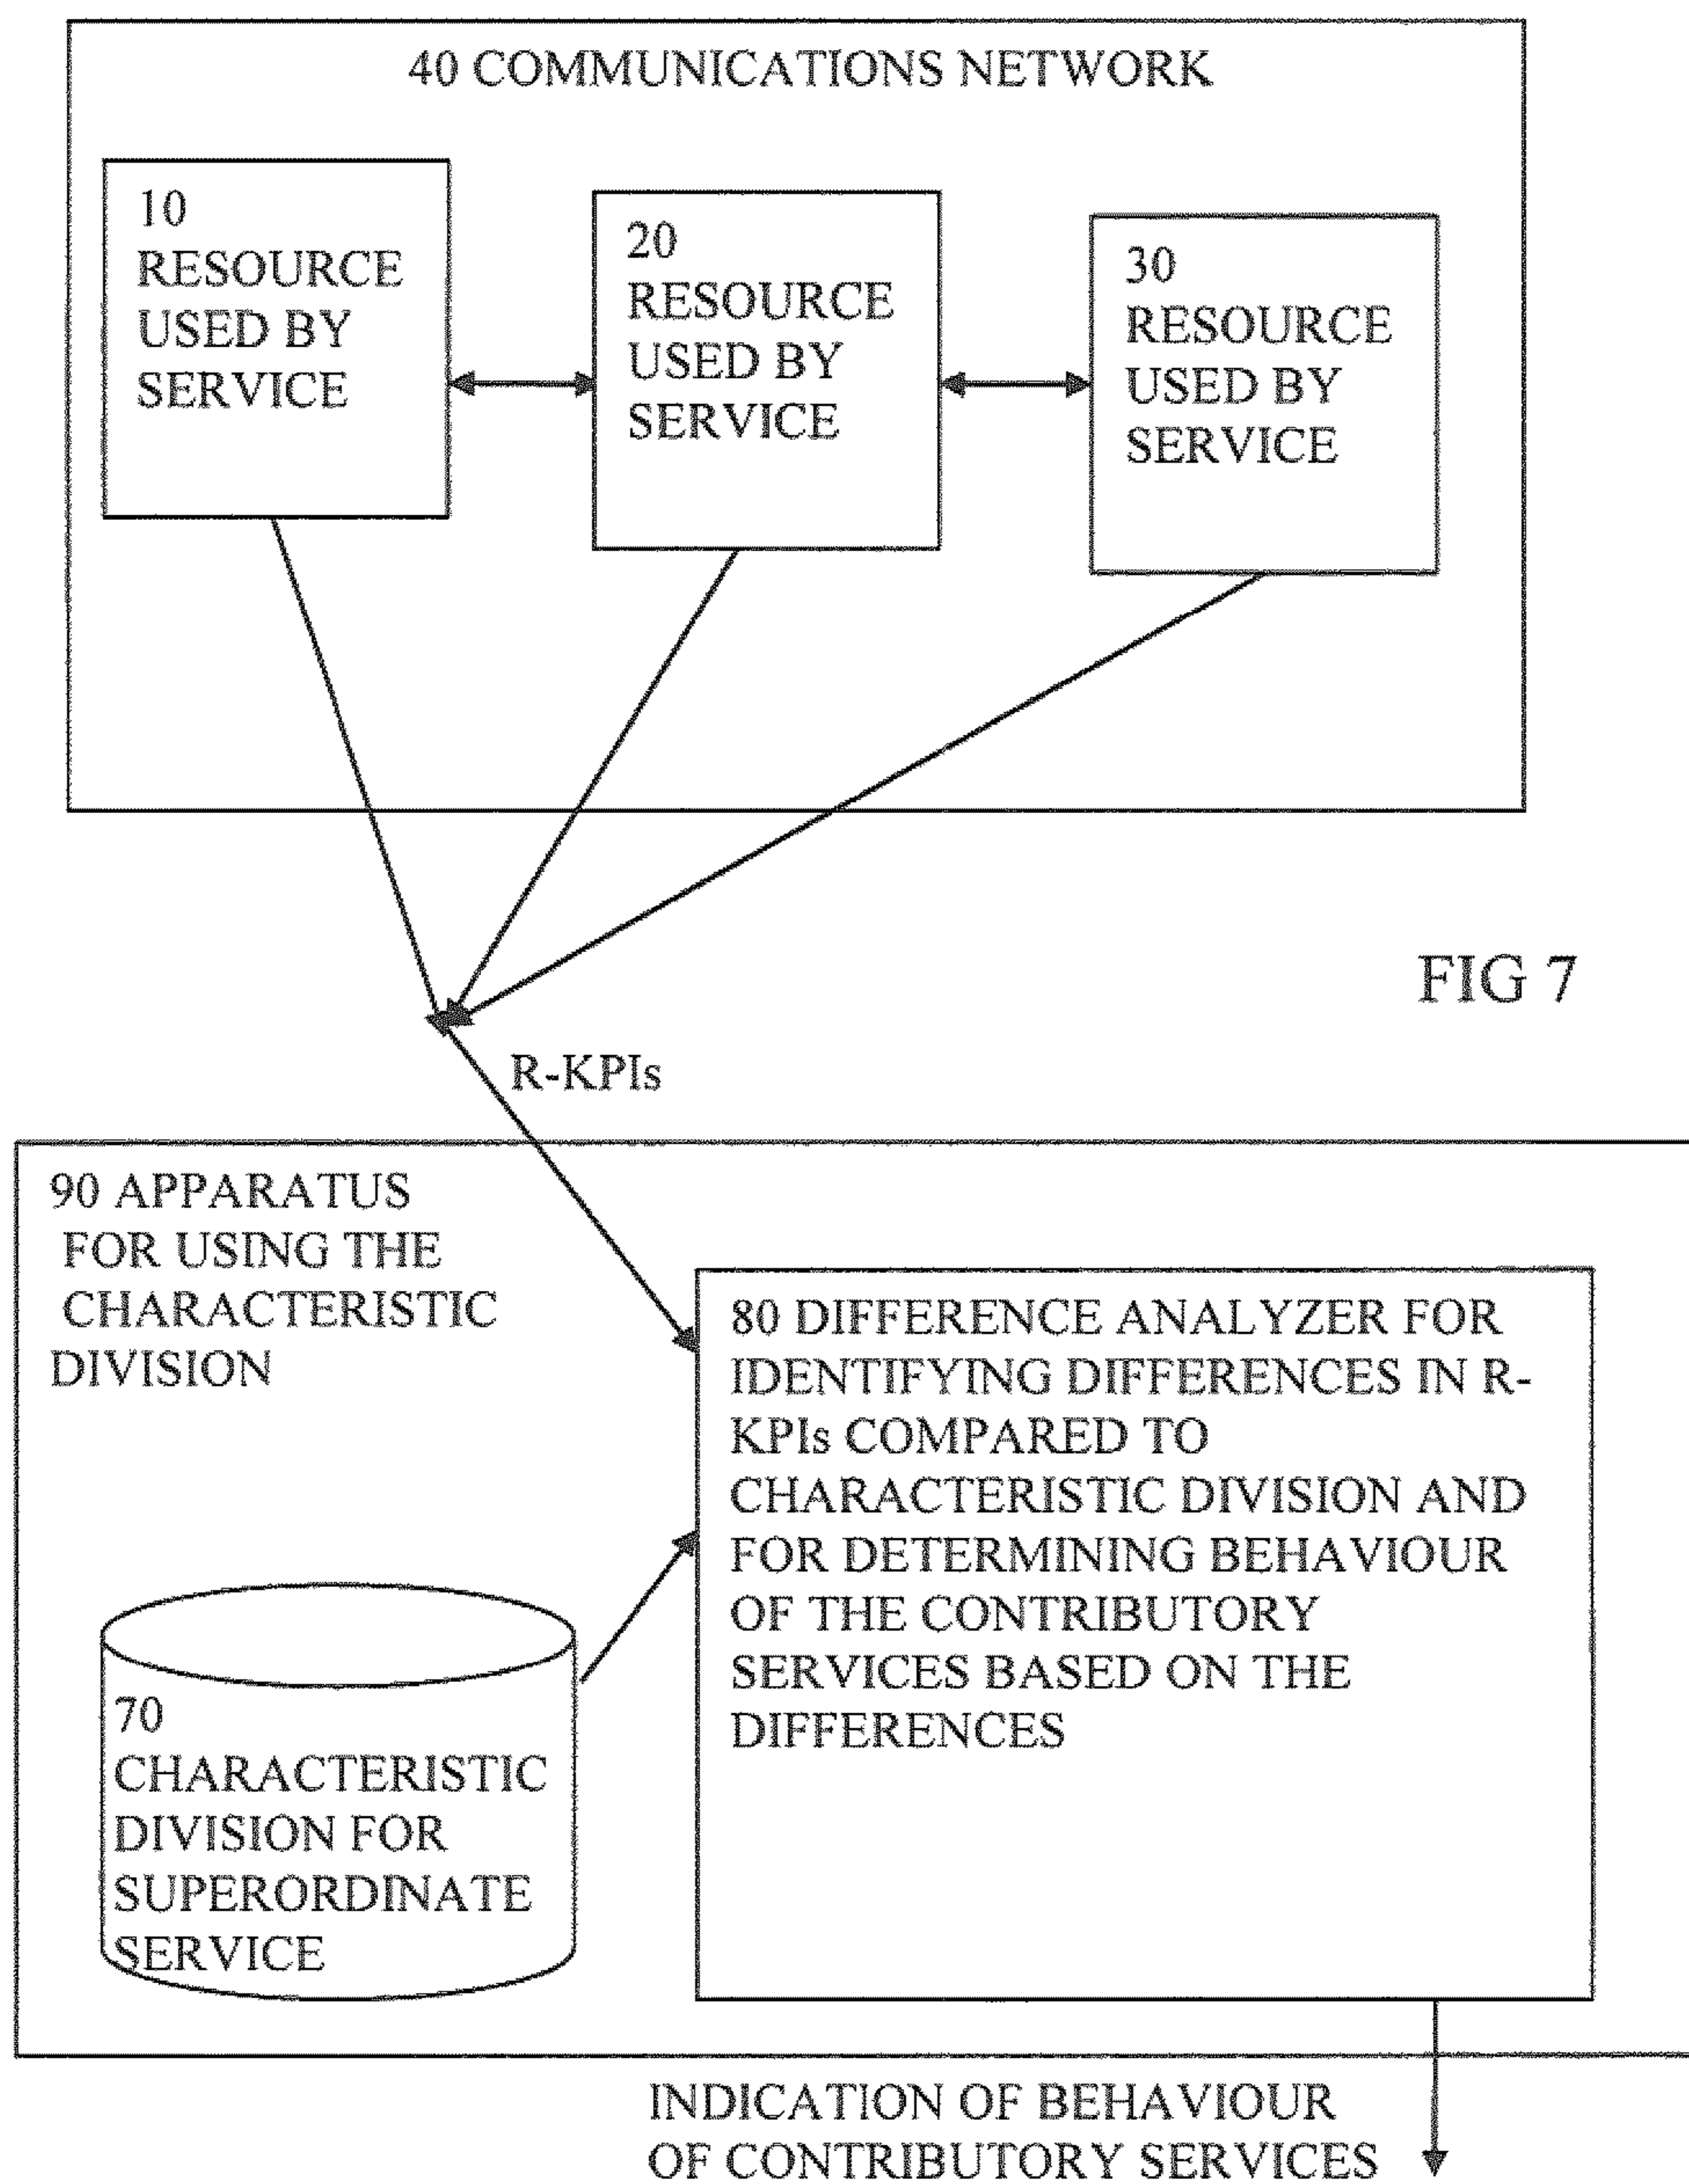 40 COMMUNICATIONS NETWORK
10
RESOURCE
USED BY
SERVICE
20
RESOURCE
USED BY
SERVICE
30
RESOURCE
USED BY
SERVICE
FIG 7
R-KPIs
90 APPARATUS
FOR USING THE
CHARACTERISTIC
DIVISION
80 DIFFERENCE ANALYZER FOR
IDENTIFYING DIFFERENCES IN R-
KPIs COMPARED TO
CHARACTERISTIC DIVISION AND
FOR DETERMINING BEHAVIOUR
OF THE CONTRIBUTORY
SERVICES BASED ON THE
DIFFERENCES
70
CHARACTERISTIC
DIVISION FOR
SUPERORDINATE
SERVICE
INDICATION OF BEHAVIOUR
OF CONTRIBUTORY SERVICES